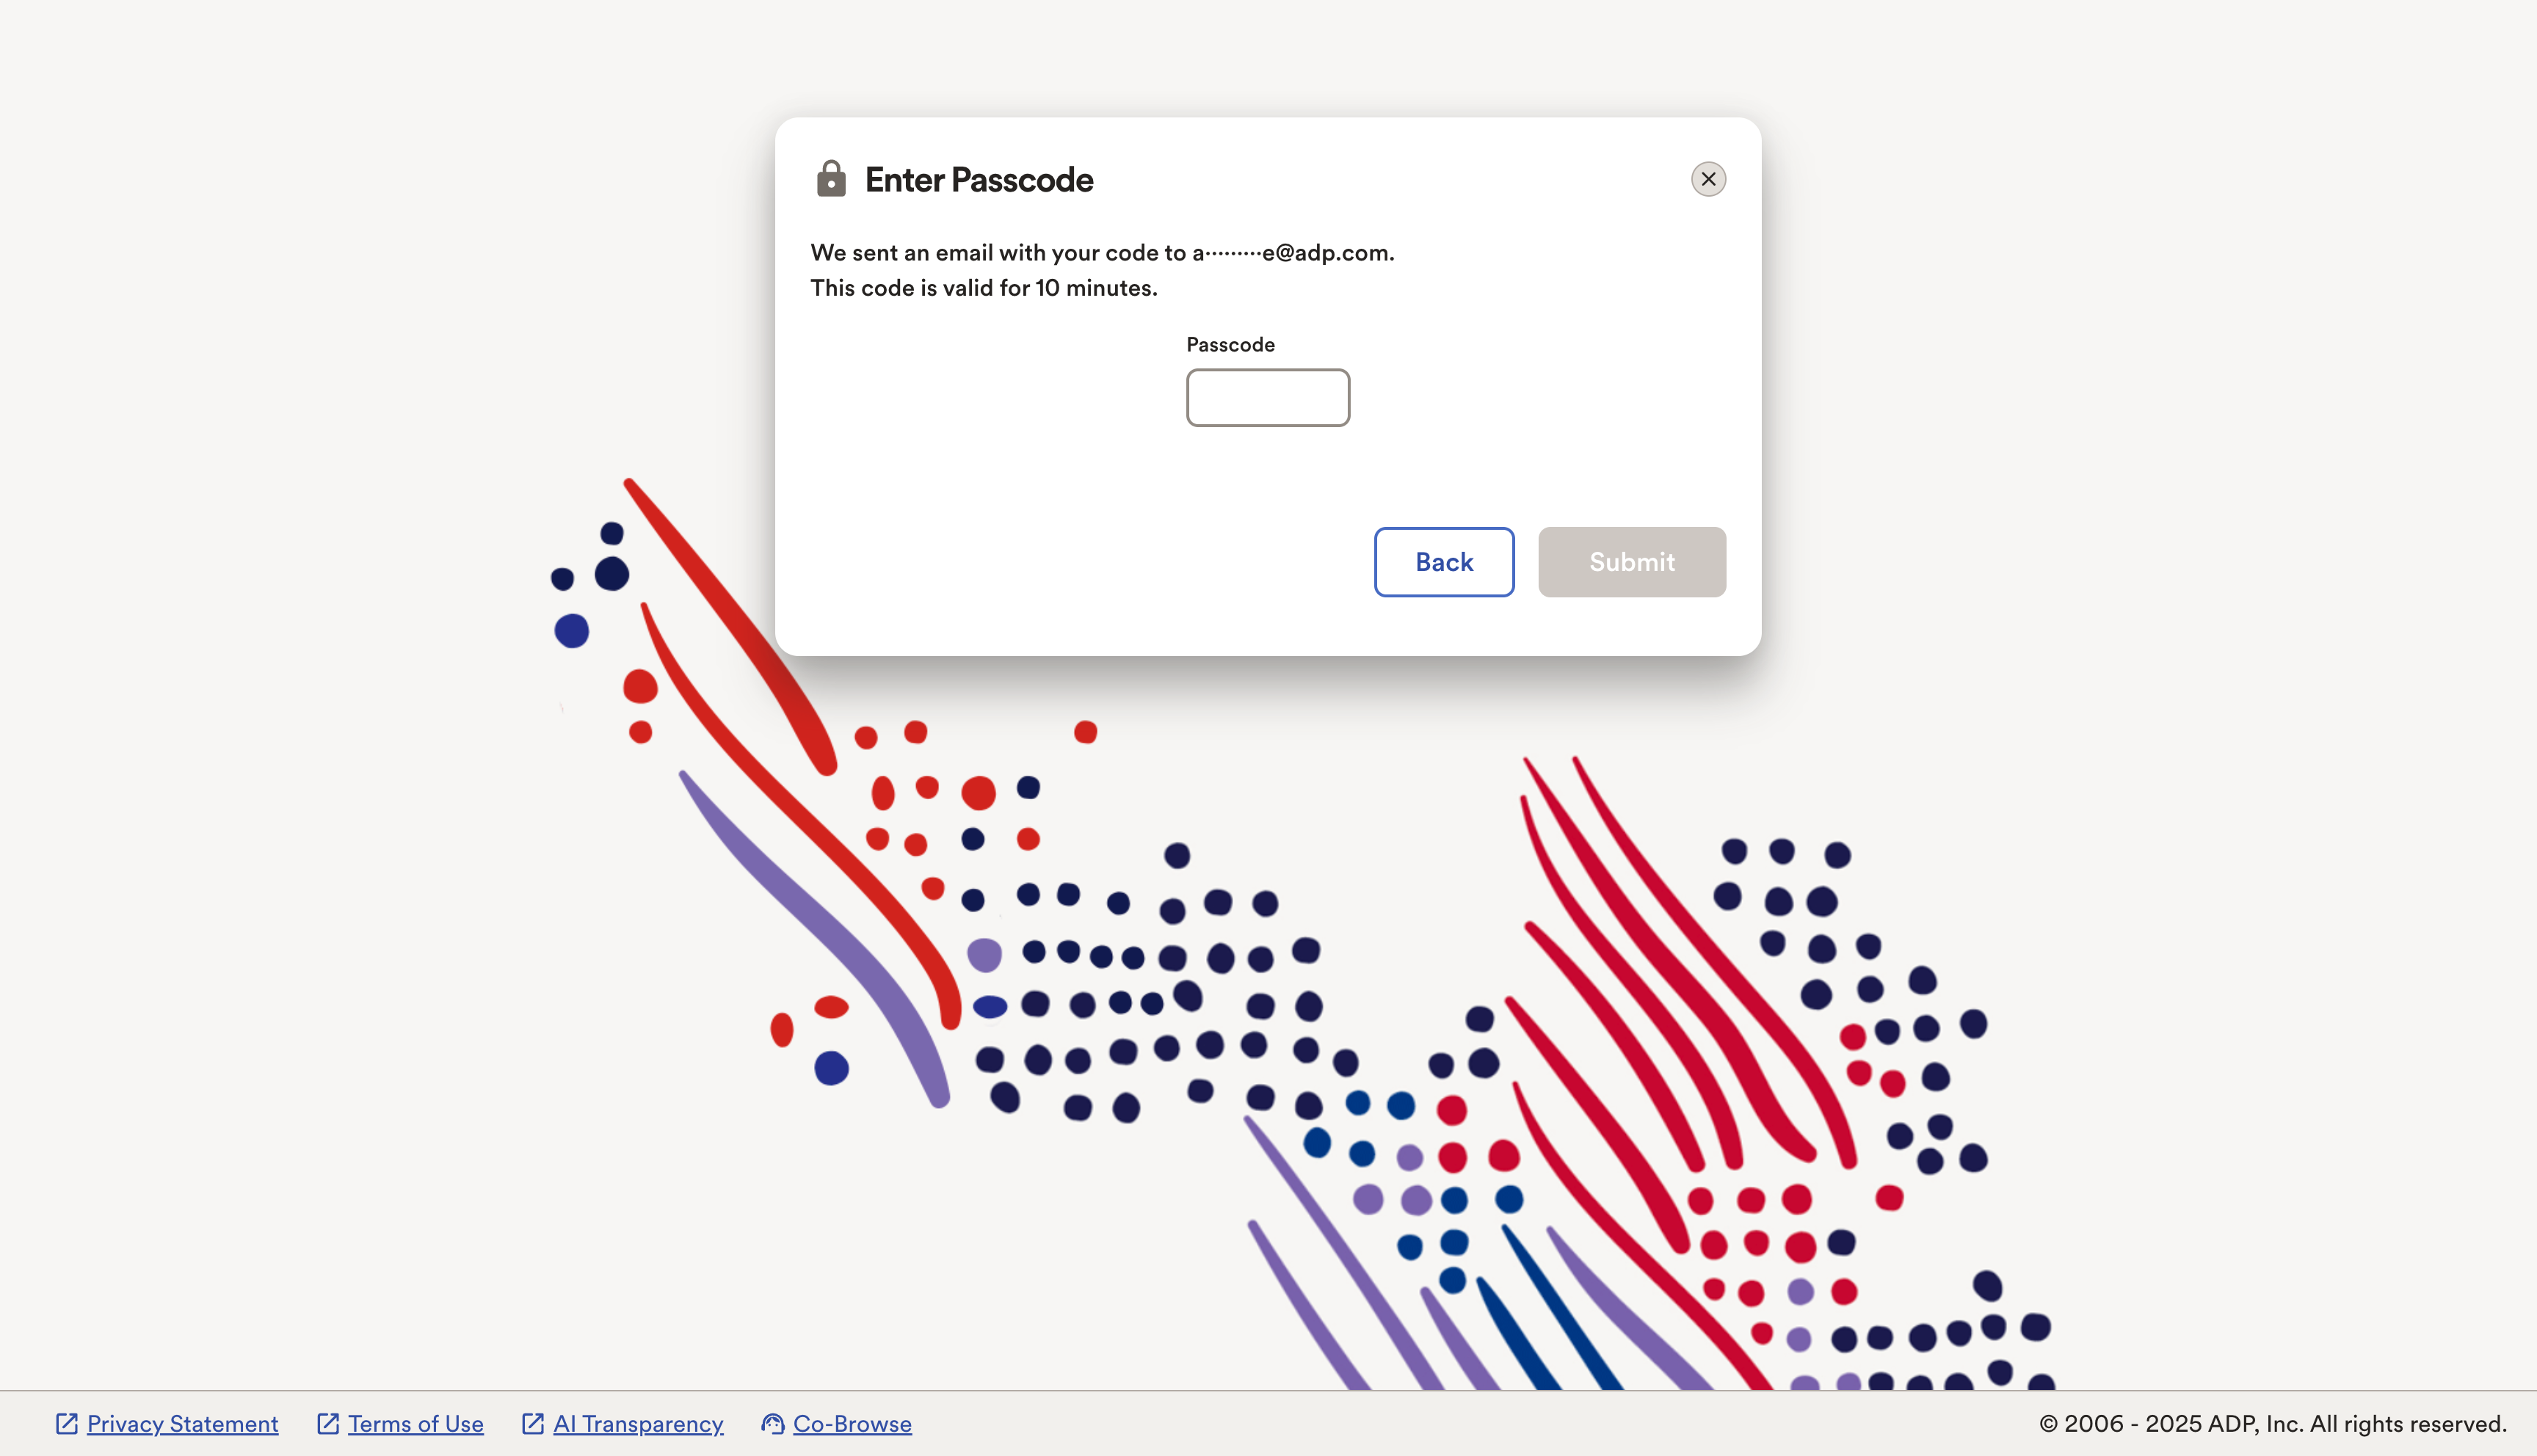 Enter Passcode
We sent an email with your code to a·········e@adp.com.
This code is valid for 10 minutes.
Passcode
Back
Submit
Privacy Statement
Terms of Use
AI Transparency
Co-Browse
© 2006 - 2025 ADP, Inc. All rights reserved.